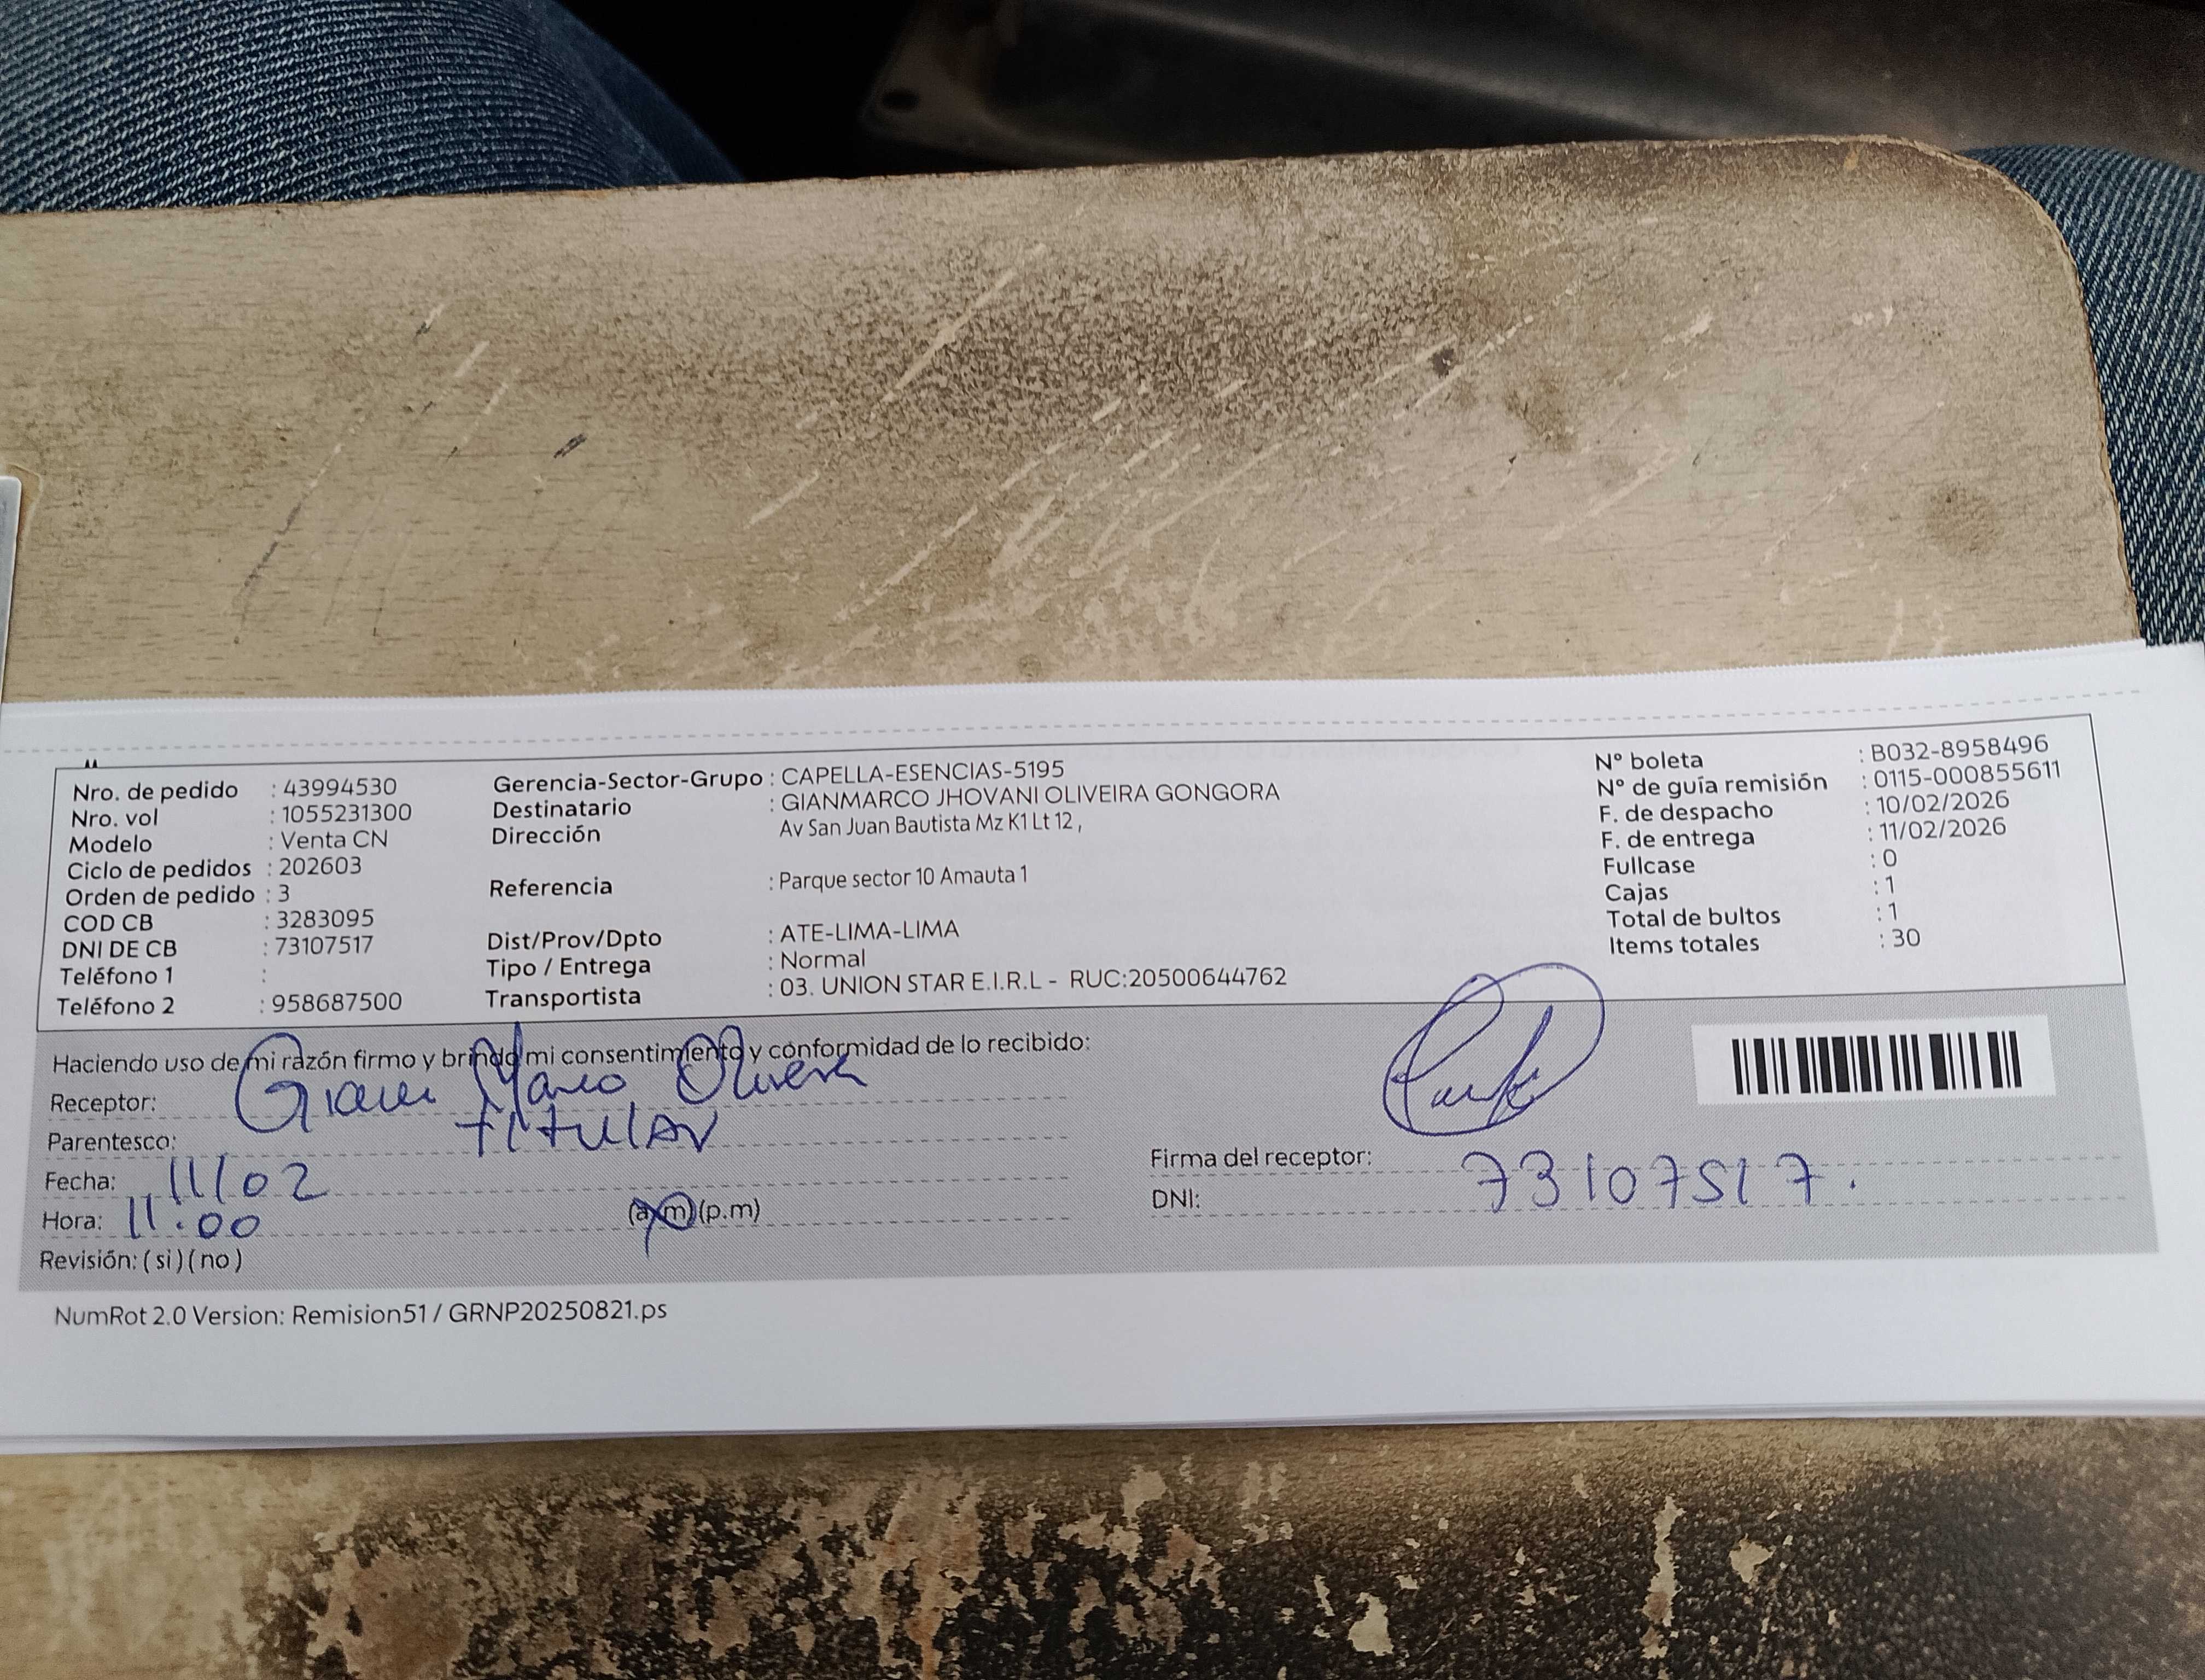 Nro. de pedido : 43994530
Nro. vol : 1055231300
Modelo : Venta CN
Ciclo de pedidos : 202603
Orden de pedido : 3
COD CB : 3283095
DNI DE CB : 73107517
Teléfono 1 :
Teléfono 2 : 958687500
Gerencia-Sector-Grupo : CAPELLA-ESENCIAS-5195
Destinatario : GIANMARCO JHOVANI OLIVEIRA GONGORA
Dirección Av San Juan Bautista Mz K1 Lt 12 ,
Referencia : Parque sector 10 Amauta 1
Dist/Prov/Dpto : ATE-LIMA-LIMA
Tipo / Entrega : Normal
Transportista : 03. UNION STAR E.I.R.L - RUC:20500644762
N° boleta : B032-8958496
N° de guía remisión : 0115-000855611
F. de despacho : 10/02/2026
F. de entrega : 11/02/2026
Fullcase : 0
Cajas : 1
Total de bultos : 1
Items totales : 30
Haciendo uso de mi razón firmo y brindo mi consentimiento y conformidad de lo recibido:
Receptor: Gian Marco Olivera
Parentesco: titular
Fecha: 11/02
Hora: 11:00 (a.m) (p.m)
Revisión: ( si ) ( no )
Firma del receptor:
DNI: 73107517.
NumRot 2.0 Version: Remision51 / GRNP20250821.ps